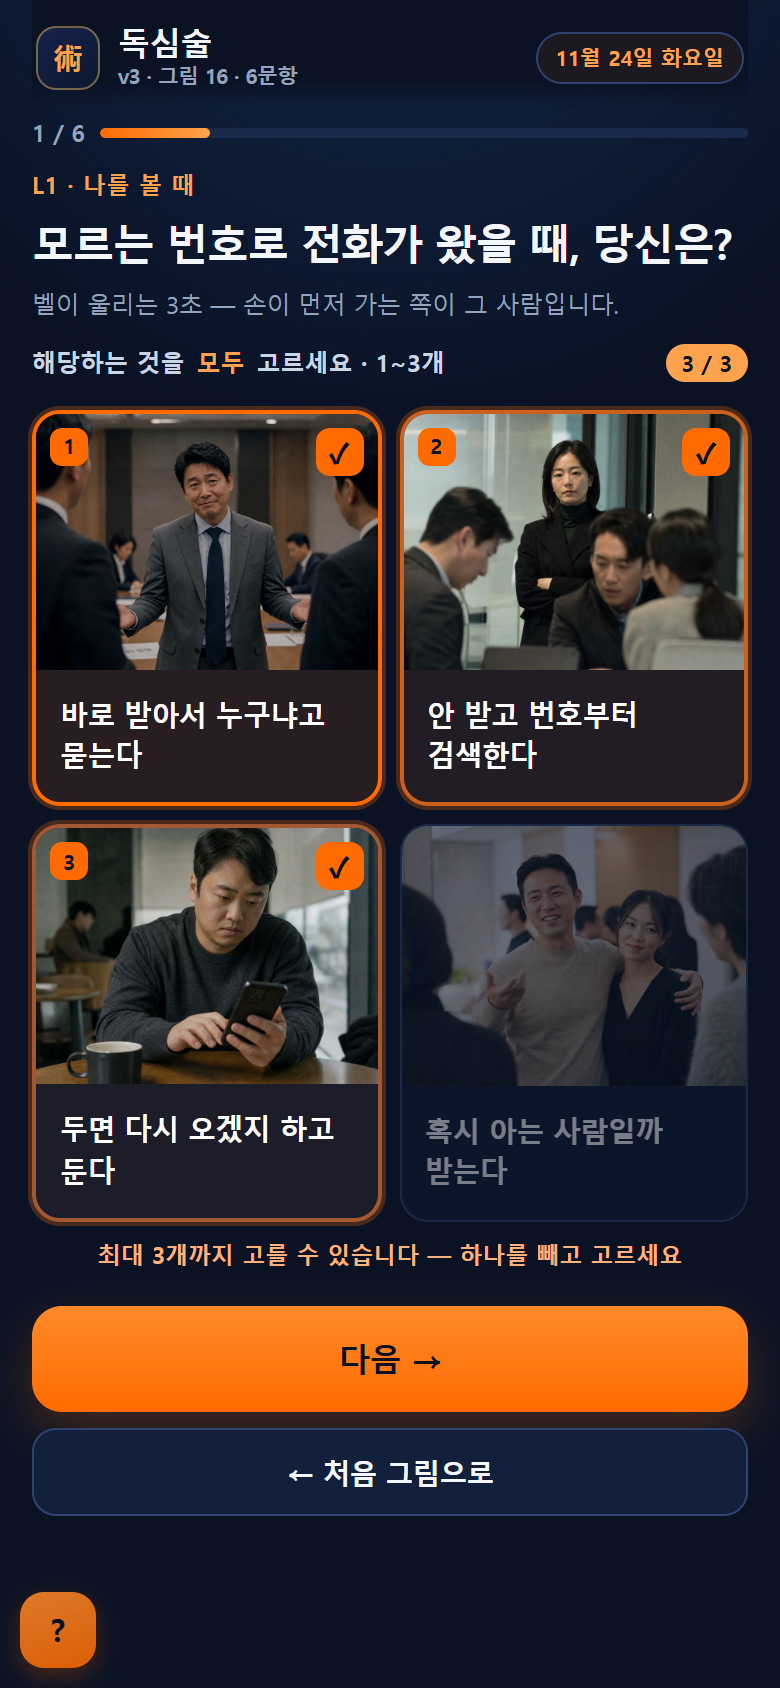 術
독심술
v3 · 그림 16 · 6문항
11월 24일 화요일
1 / 6
L1 · 나를 볼 때
모르는 번호로 전화가 왔을 때, 당신은?
벨이 울리는 3초 — 손이 먼저 가는 쪽이 그 사람입니다.
해당하는 것을 모두 고르세요 · 1~3개
3 / 3
1
✓
2
✓
바로 받아서 누구냐고
묻는다
안 받고 번호부터
검색한다
3
✓
두면 다시 오겠지 하고
둔다
혹시 아는 사람일까
받는다
최대 3개까지 고를 수 있습니다 — 하나를 빼고 고르세요
다음 →
← 처음 그림으로
?